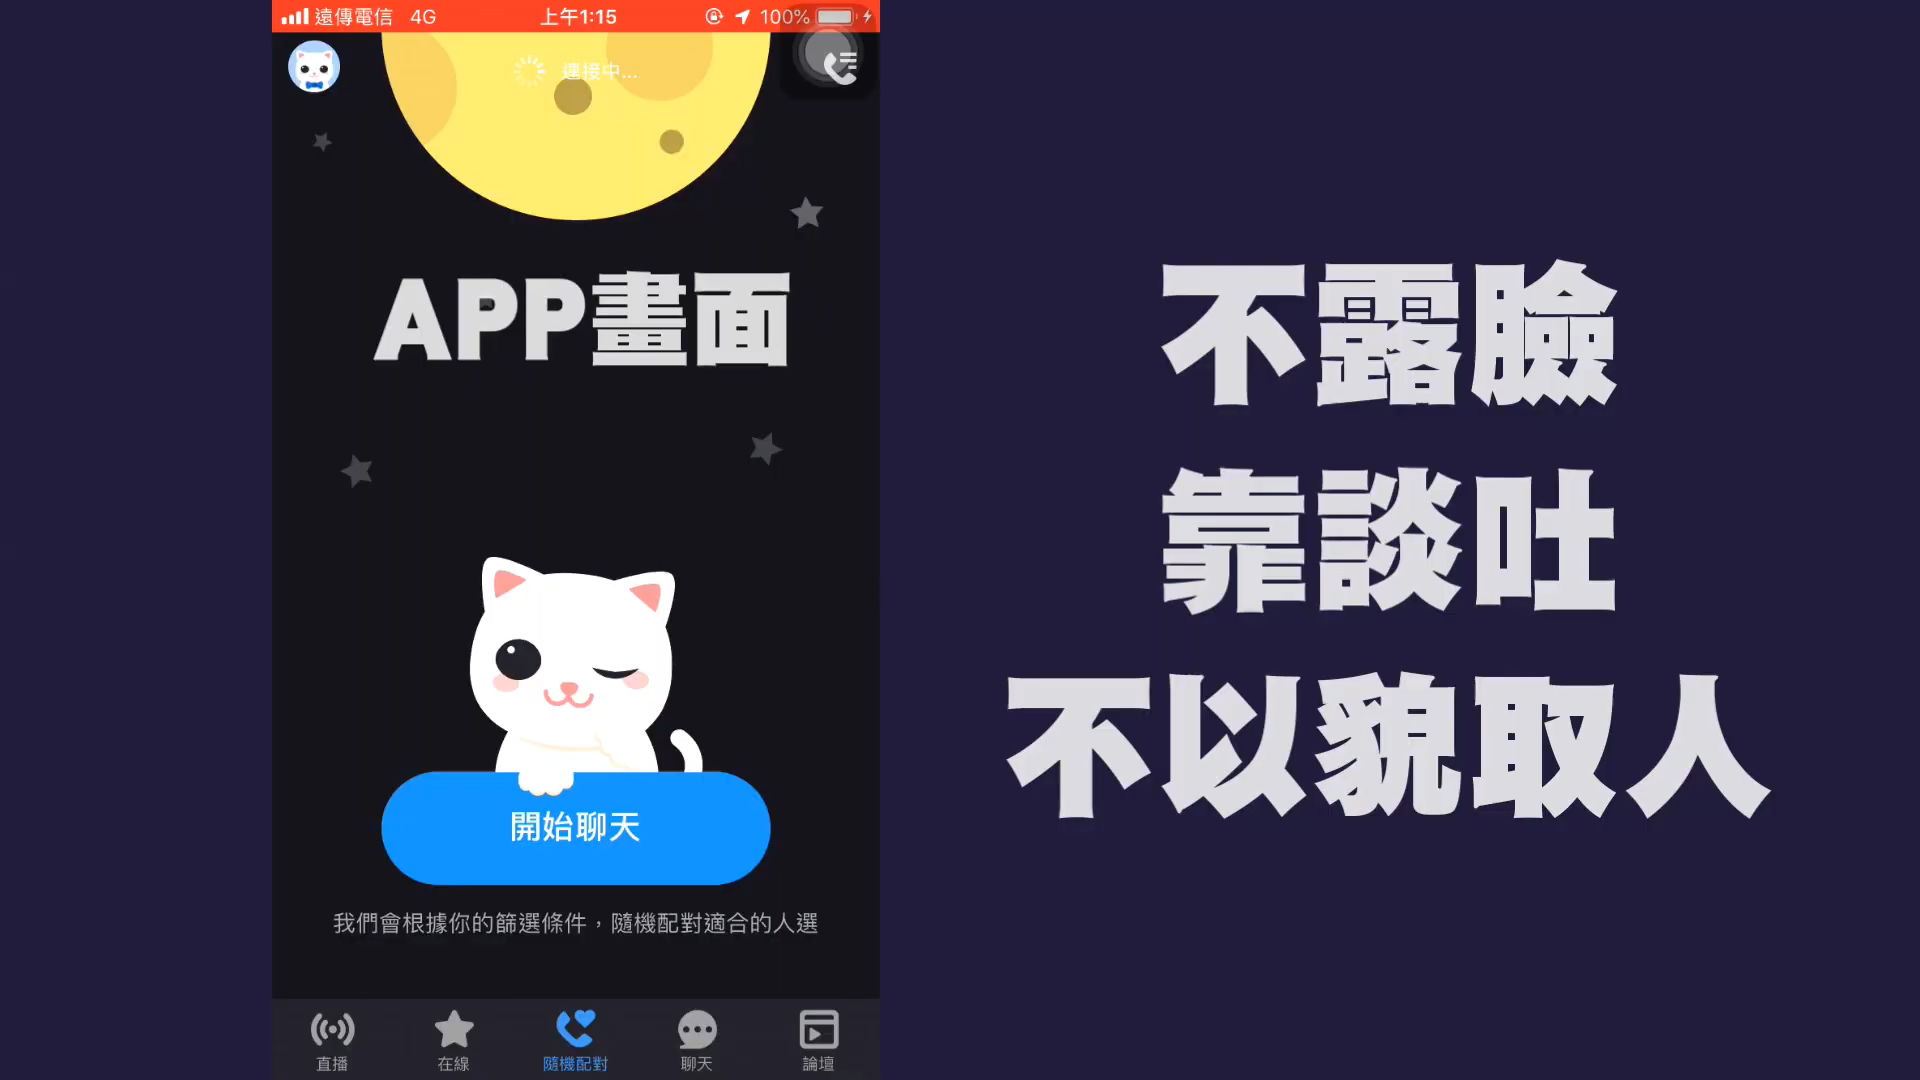 遠傳電信 4G 上午1:15 100%
連接中...
APP畫面
開始聊天
我們會根據你的篩選條件，隨機配對適合的人選
直播 在線 隨機配對 聊天 論壇
不露臉
靠談吐
不以貌取人